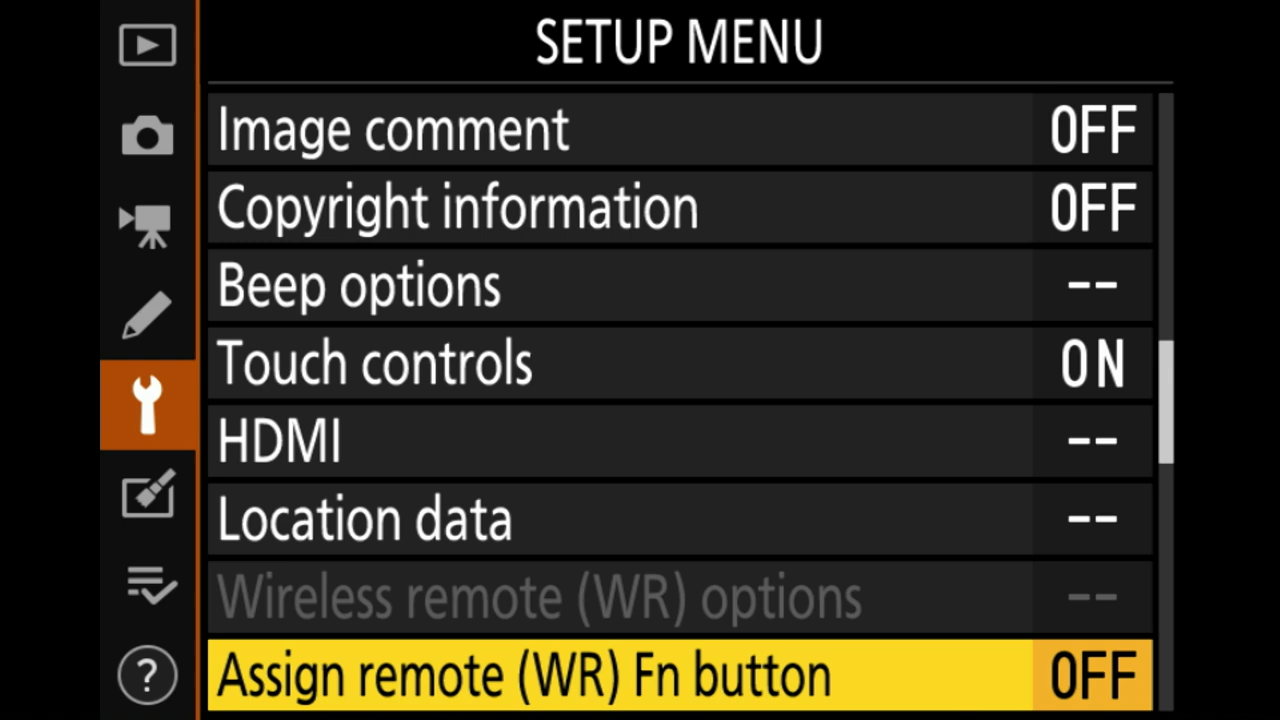 SETUP MENU
Image comment OFF
Copyright information OFF
Beep options --
Touch controls ON
HDMI --
Location data --
Wireless remote (WR) options --
Assign remote (WR) Fn button OFF
?